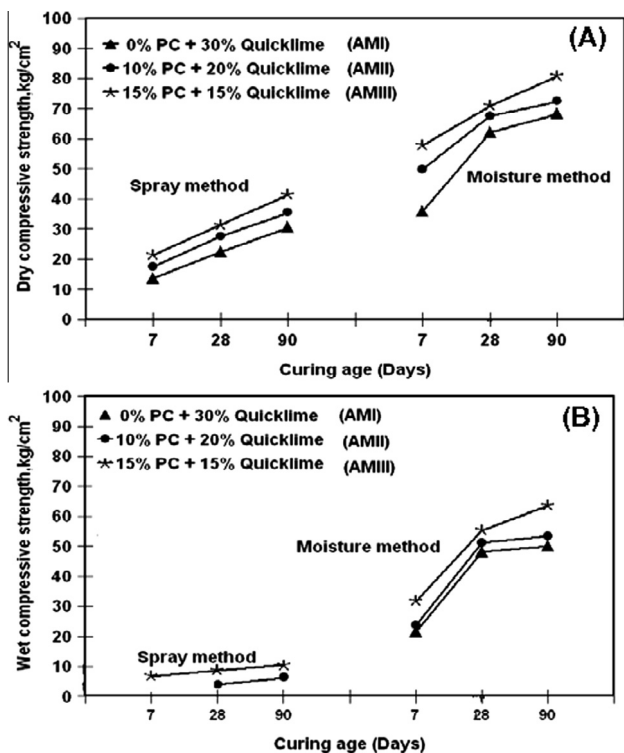 (A)
0% PC + 30% Quicklime (AMI)
10% PC + 20% Quicklime (AMII)
15% PC + 15% Quicklime (AMIII)
Spray method
Moisture method
Dry compressive strength,kg/cm2
100
90
80
70
60
50
40
30
20
10
0
7 28 90 7 28 90
Curing age (Days)
(B)
0% PC + 30% Quicklime (AMI)
10% PC + 20% Quicklime (AMII)
15% PC + 15% Quicklime (AMIII)
Moisture method
Spray method
Wet compressive strength,kg/cm2
100
90
80
70
60
50
40
30
20
10
0
7 28 90 7 28 90
Curing age (Days)